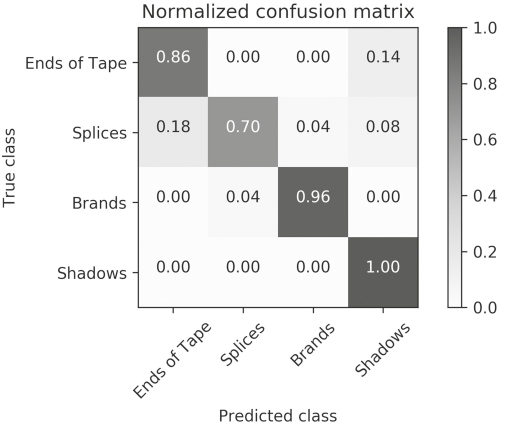 Normalized confusion matrix
True class
Ends of Tape 0.86 0.00 0.00 0.14
Splices 0.18 0.70 0.04 0.08
Brands 0.00 0.04 0.96 0.00
Shadows 0.00 0.00 0.00 1.00
Ends of Tape Splices Brands Shadows
Predicted class
1.0
0.8
0.6
0.4
0.2
0.0